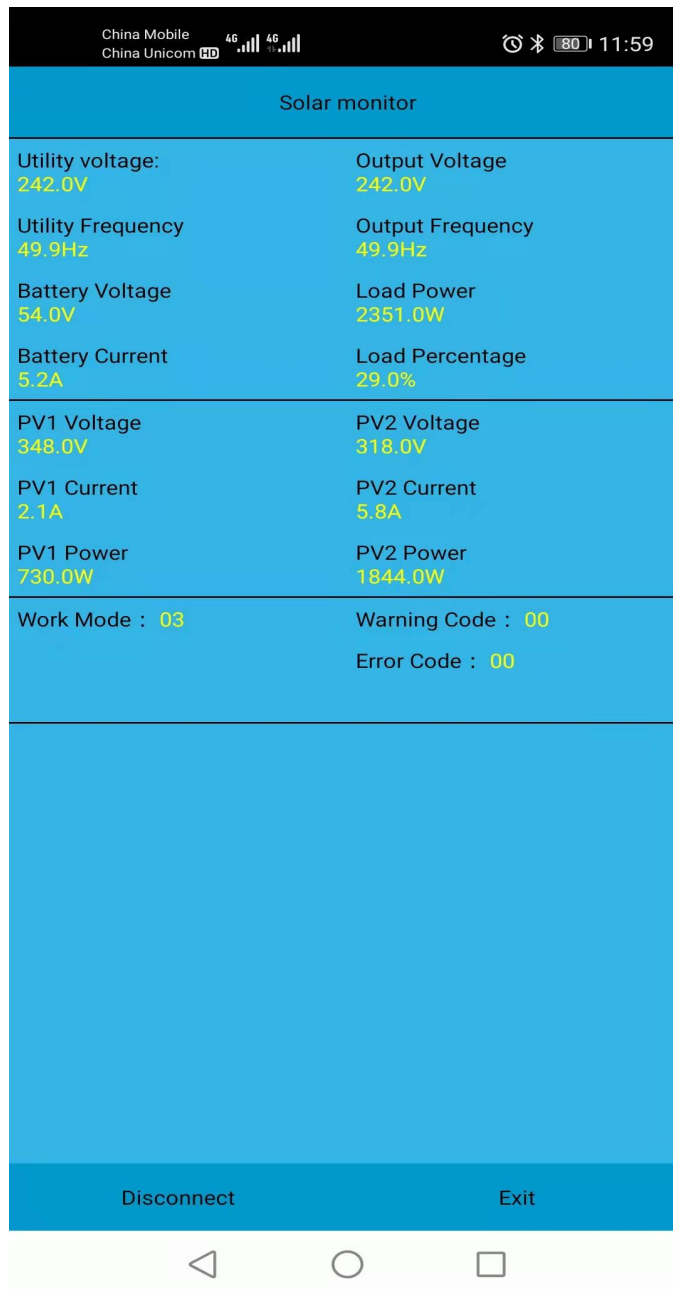 China Mobile
China Unicom HD
4G 4G
80 11:59
Solar monitor
Utility voltage:
242.0V
Output Voltage
242.0V
Utility Frequency
49.9Hz
Output Frequency
49.9Hz
Battery Voltage
54.0V
Load Power
2351.0W
Battery Current
5.2A
Load Percentage
29.0%
PV1 Voltage
348.0V
PV2 Voltage
318.0V
PV1 Current
2.1A
PV2 Current
5.8A
PV1 Power
730.0W
PV2 Power
1844.0W
Work Mode： 03
Warning Code： 00
Error Code： 00
Disconnect
Exit